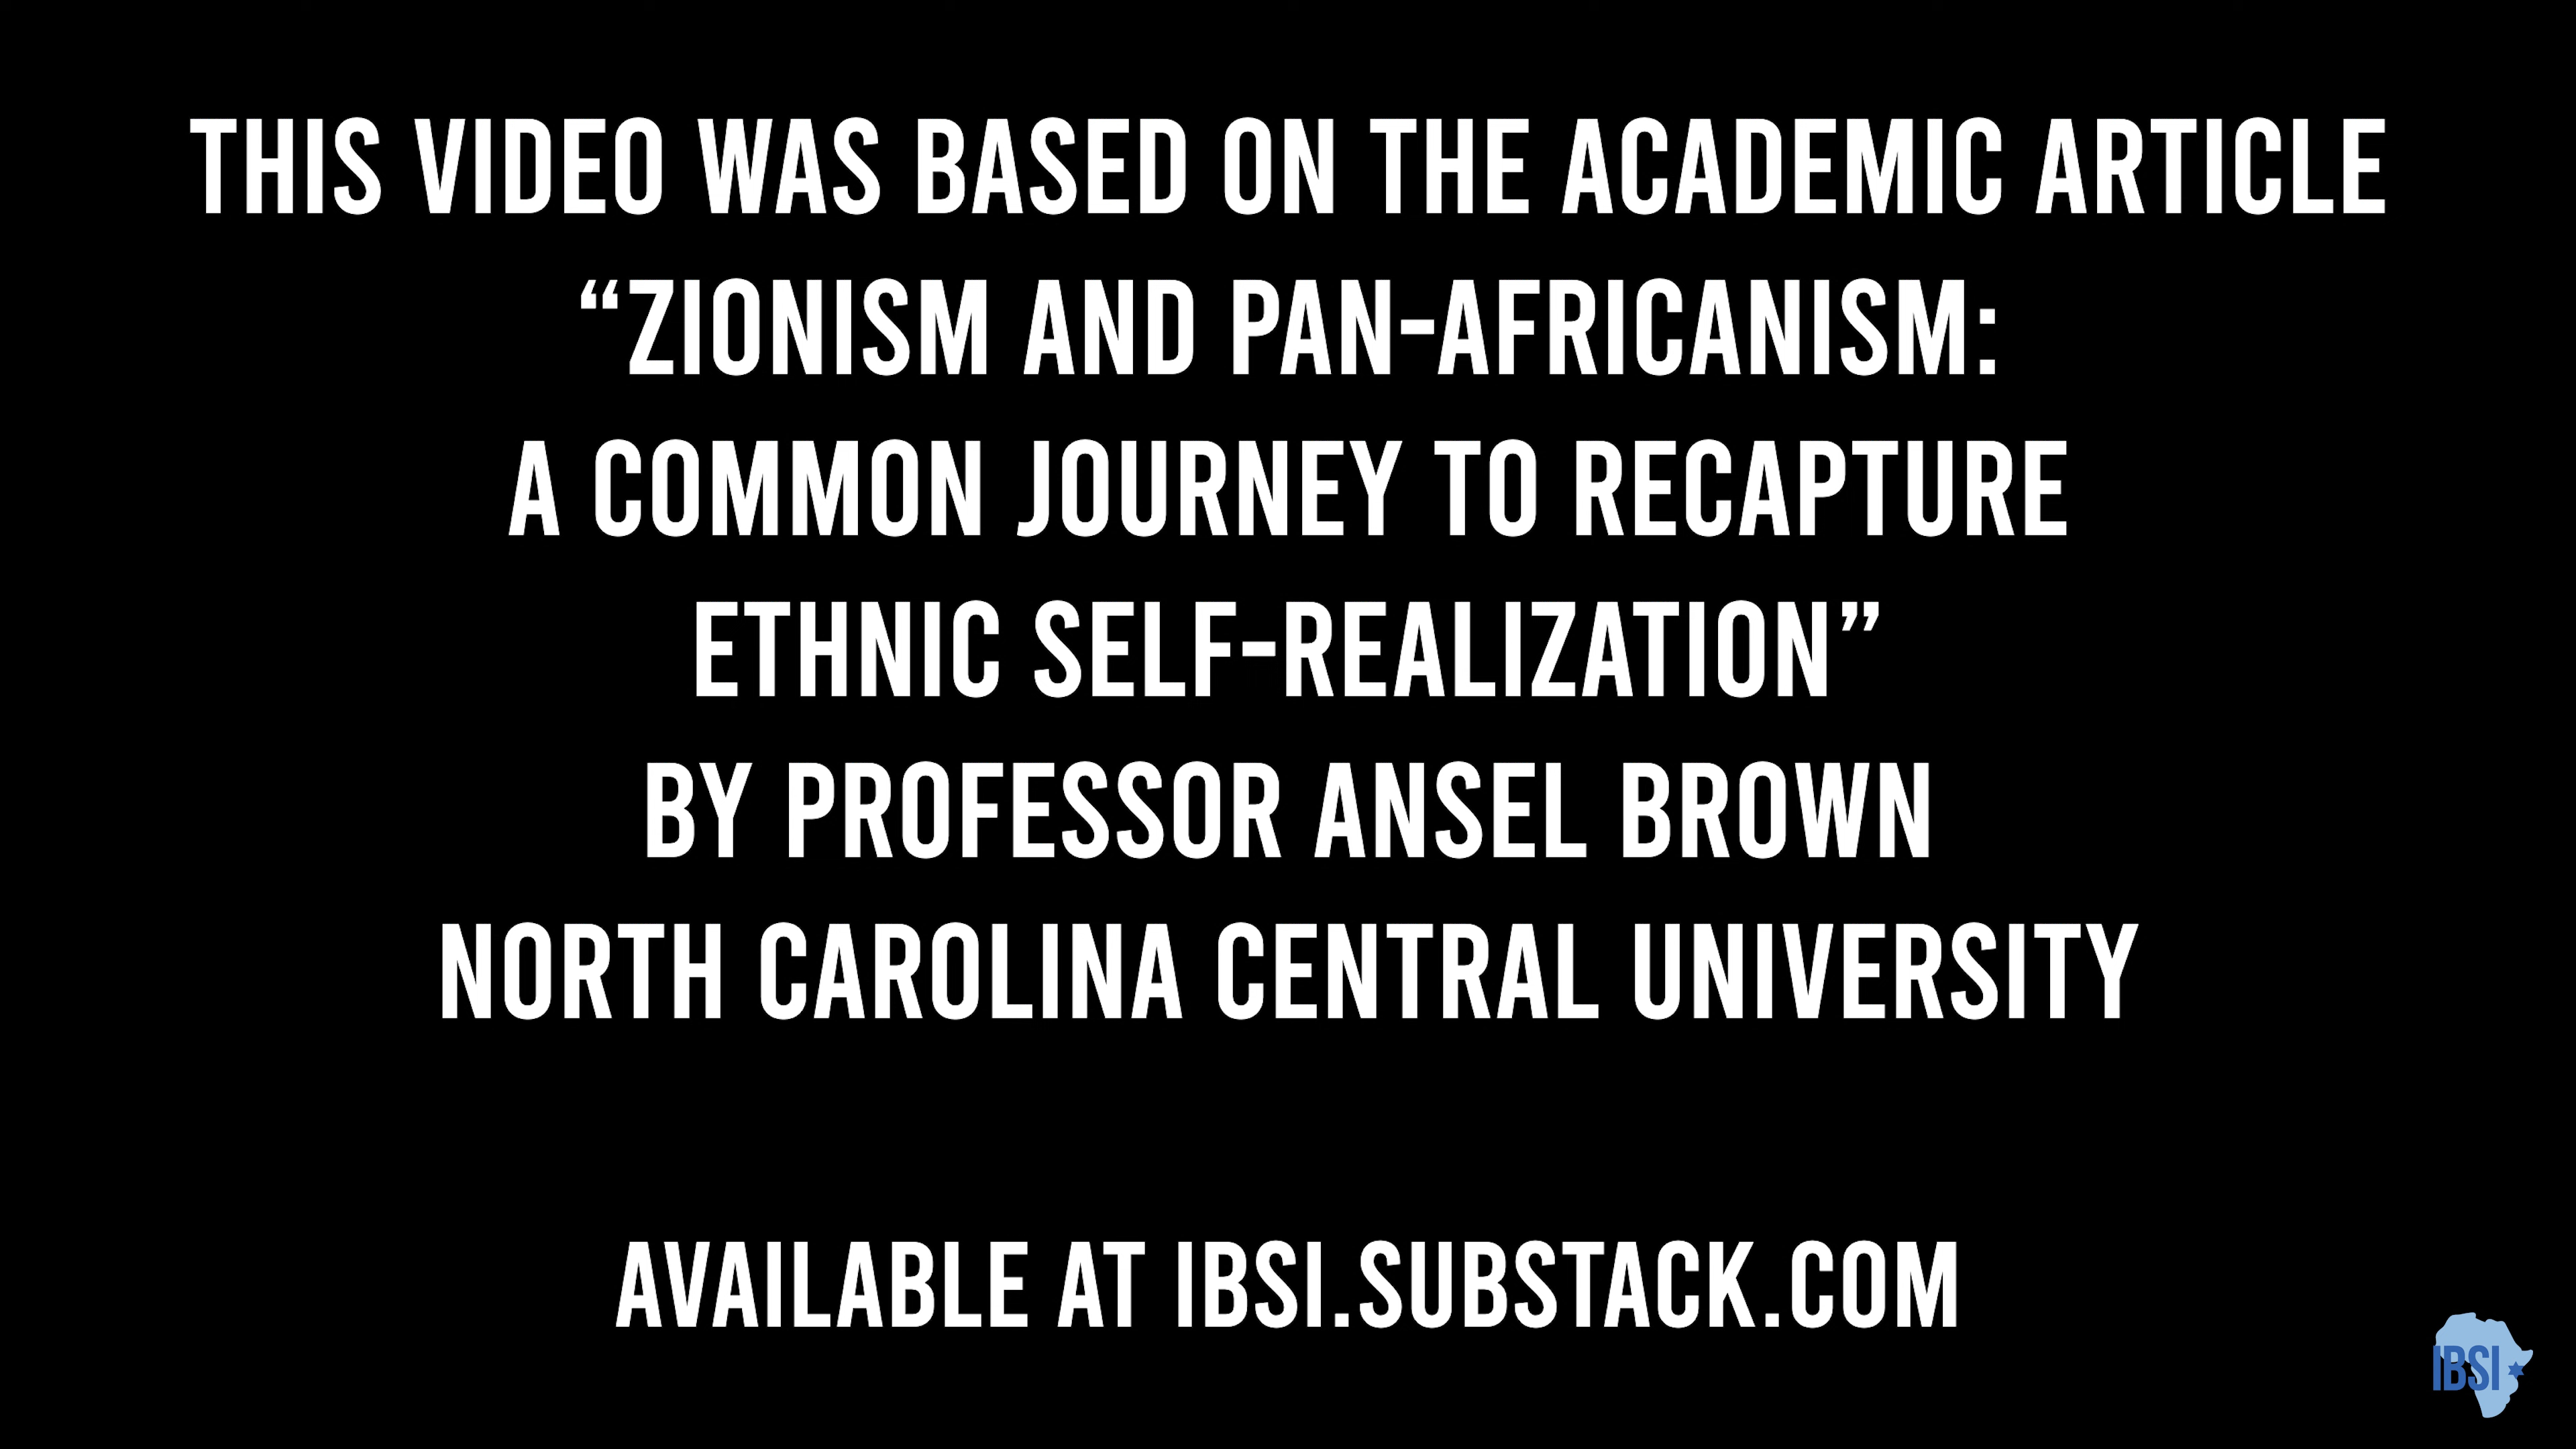 THIS VIDEO WAS BASED ON THE ACADEMIC ARTICLE
“ZIONISM AND PAN-AFRICANISM:
A COMMON JOURNEY TO RECAPTURE
ETHNIC SELF-REALIZATION”
BY PROFESSOR ANSEL BROWN
NORTH CAROLINA CENTRAL UNIVERSITY
AVAILABLE AT IBSI.SUBSTACK.COM
IBSI